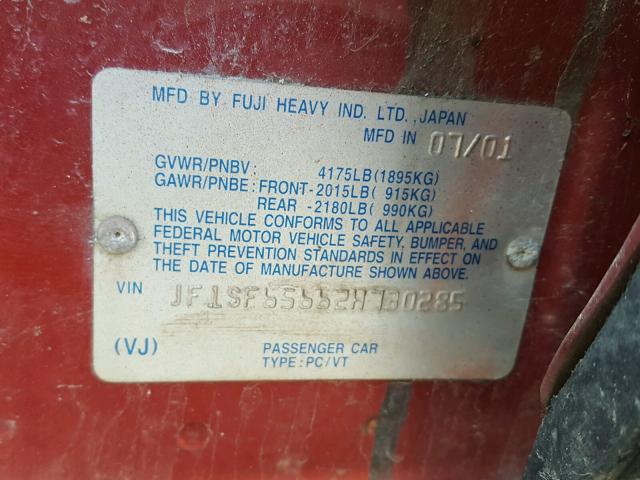 MFD BY FUJI HEAVY IND. LTD., JAPAN
MFD IN 07/01
GVWR/PNBV: 4175LB(1895KG)
GAWR/PNBE: FRONT-2015LB( 915KG)
REAR -2180LB( 990KG)
THIS VEHICLE CONFORMS TO ALL APPLICABLE
FEDERAL MOTOR VEHICLE SAFETY, BUMPER, AND
THEFT PREVENTION STANDARDS IN EFFECT ON
THE DATE OF MANUFACTURE SHOWN ABOVE.
VIN JF1SF65662H730285
(VJ) PASSENGER CAR
TYPE:PC/VT